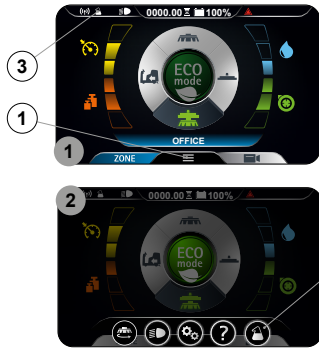 0000.00 100%
3
ECO
mode
1
OFFICE
1
ZONE
2
0000.00 100%
ECO
mode
?